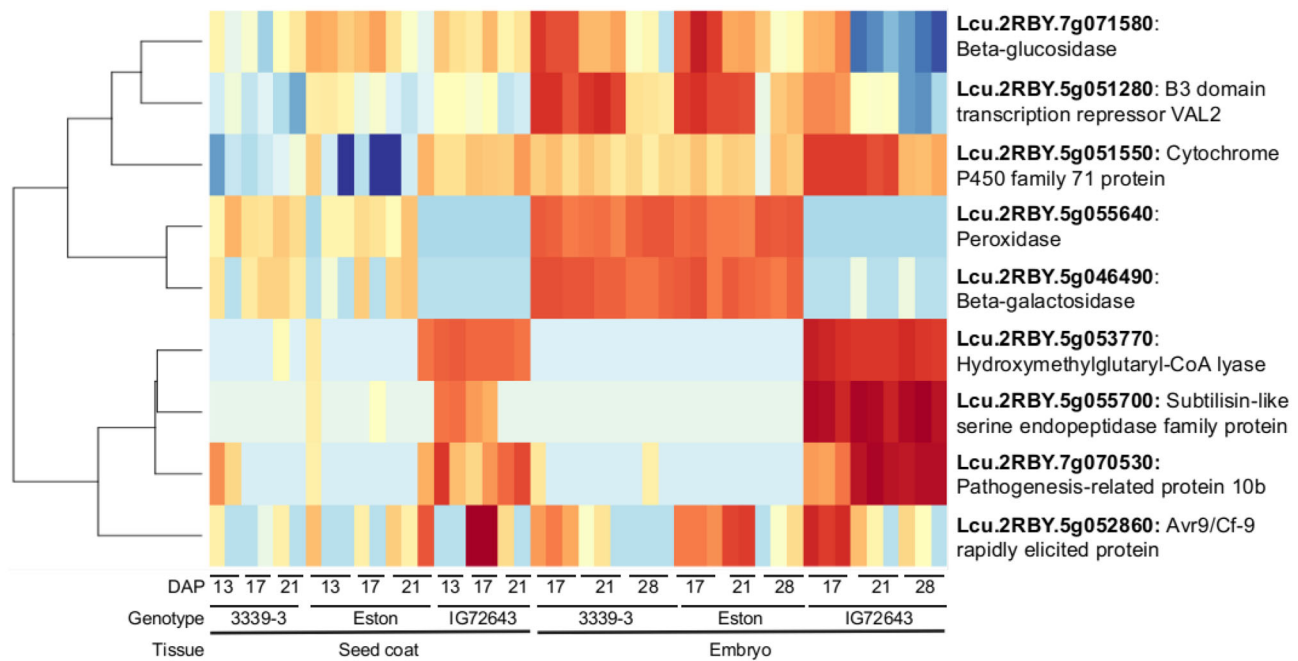 Lcu.2RBY.7g071580:
Beta-glucosidase
Lcu.2RBY.5g051280: B3 domain
transcription repressor VAL2
Lcu.2RBY.5g051550: Cytochrome
P450 family 71 protein
Lcu.2RBY.5g055640:
Peroxidase
Lcu.2RBY.5g046490:
Beta-galactosidase
Lcu.2RBY.5g053770:
Hydroxymethylglutaryl-CoA lyase
Lcu.2RBY.5g055700: Subtilisin-like
serine endopeptidase family protein
Lcu.2RBY.7g070530:
Pathogenesis-related protein 10b
Lcu.2RBY.5g052860: Avr9/Cf-9
rapidly elicited protein
DAP 13 17 21 13 17 21 13 17 21 17 21 28 17 21 28 17 21 28
Genotype 3339-3 Eston IG72643 3339-3 Eston IG72643
Tissue Seed coat Embryo